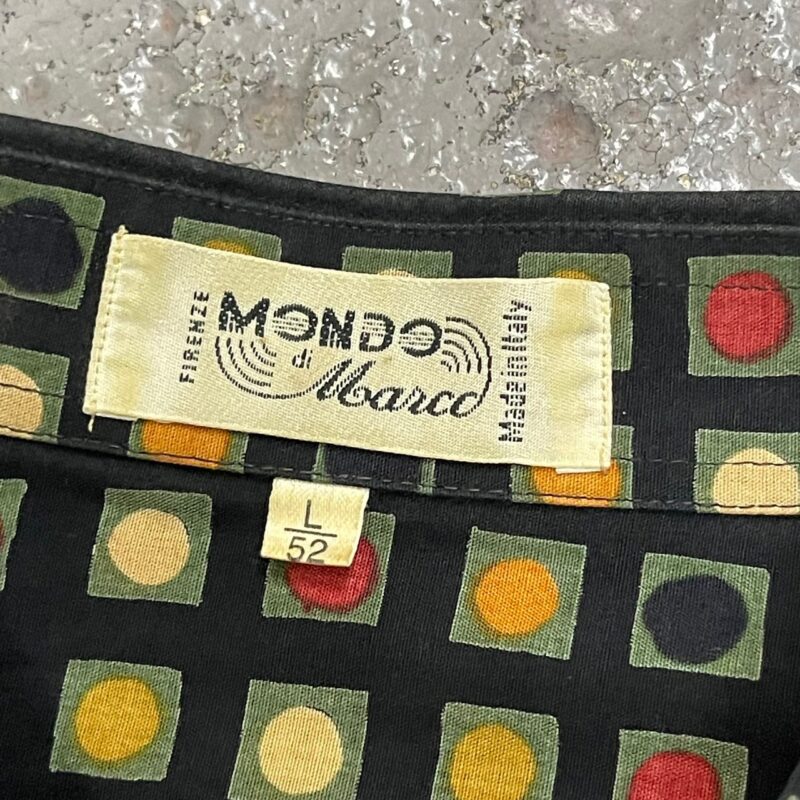 FIRENZE
MONDO
di
Marco
Made in Italy
L
52